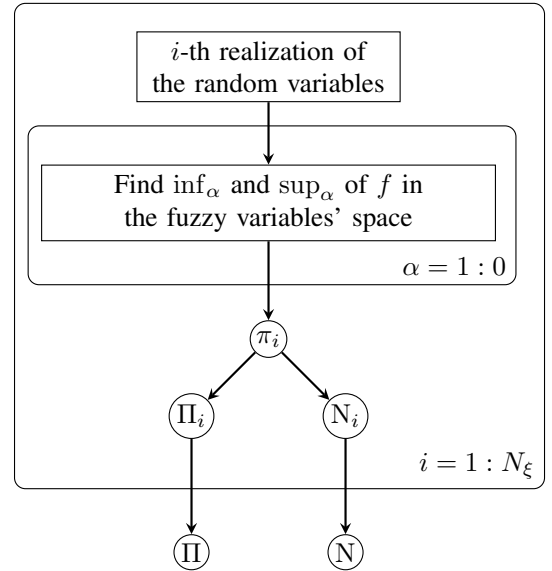 i-th realization of
the random variables
Find inf_α and sup_α of f in
the fuzzy variables' space
α = 1 : 0
π_i
Π_i N_i
i = 1 : N_ξ
Π N